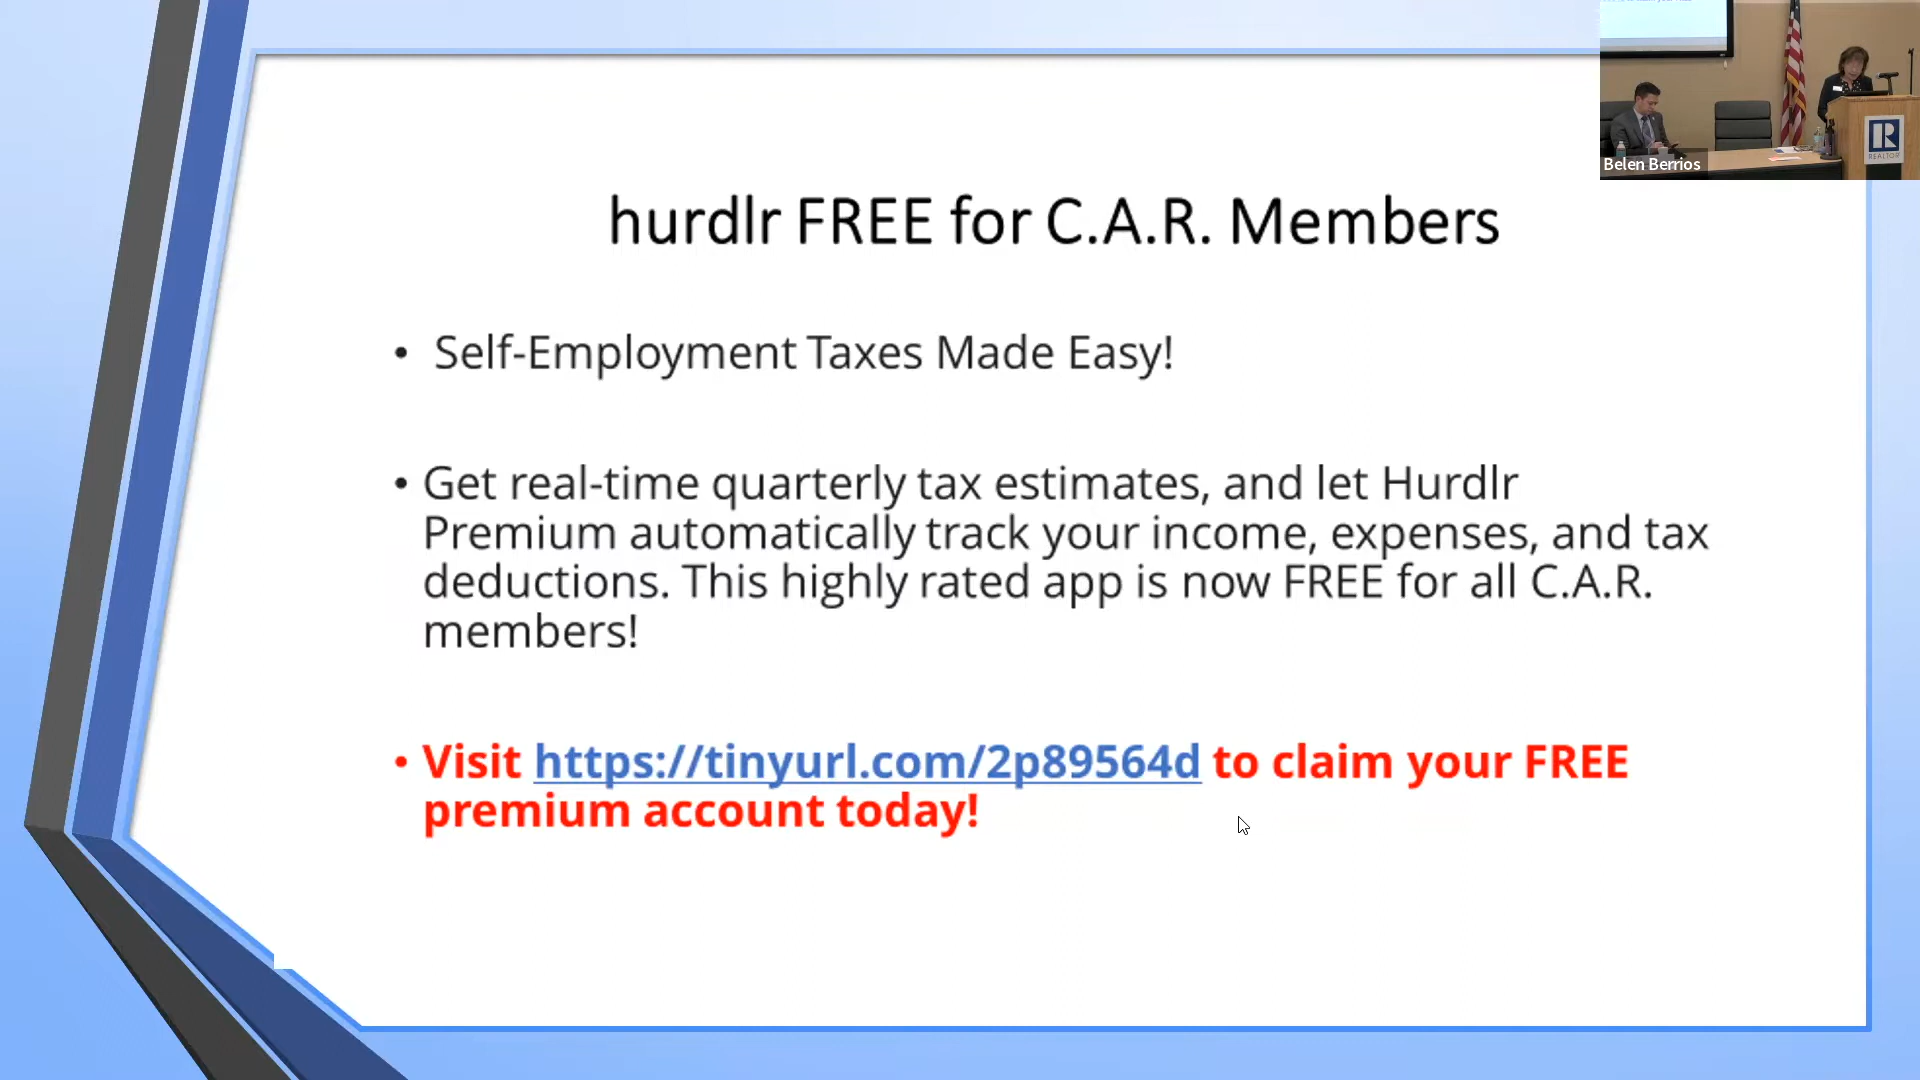 hurdlr FREE for C.A.R. Members
• Self-Employment Taxes Made Easy!
• Get real-time quarterly tax estimates, and let Hurdlr
Premium automatically track your income, expenses, and tax
deductions. This highly rated app is now FREE for all C.A.R.
members!
• Visit https://tinyurl.com/2p89564d to claim your FREE
premium account today!
Belen Berrios
R
REALTOR